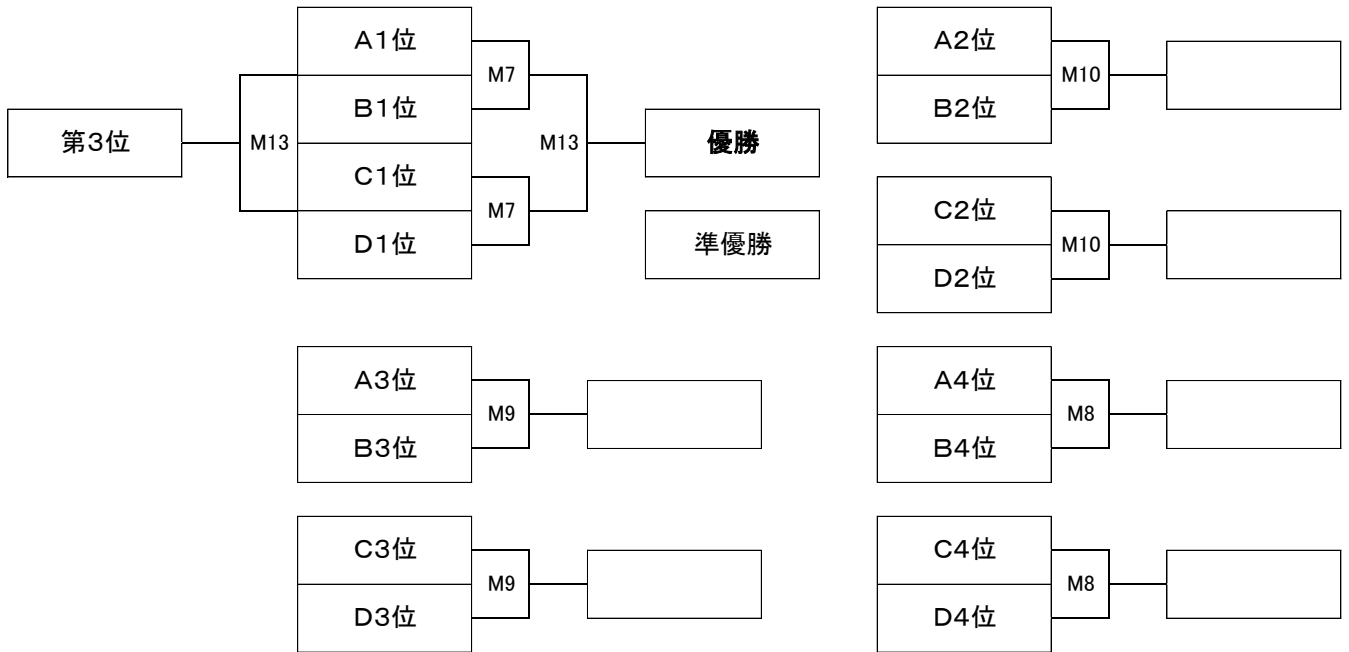 A1位
M7
B1位
第3位
M13
M13
優勝
C1位
M7
D1位
準優勝
A2位
M10
B2位
C2位
M10
D2位
A3位
M9
B3位
A4位
M8
B4位
C3位
M9
D3位
C4位
M8
D4位